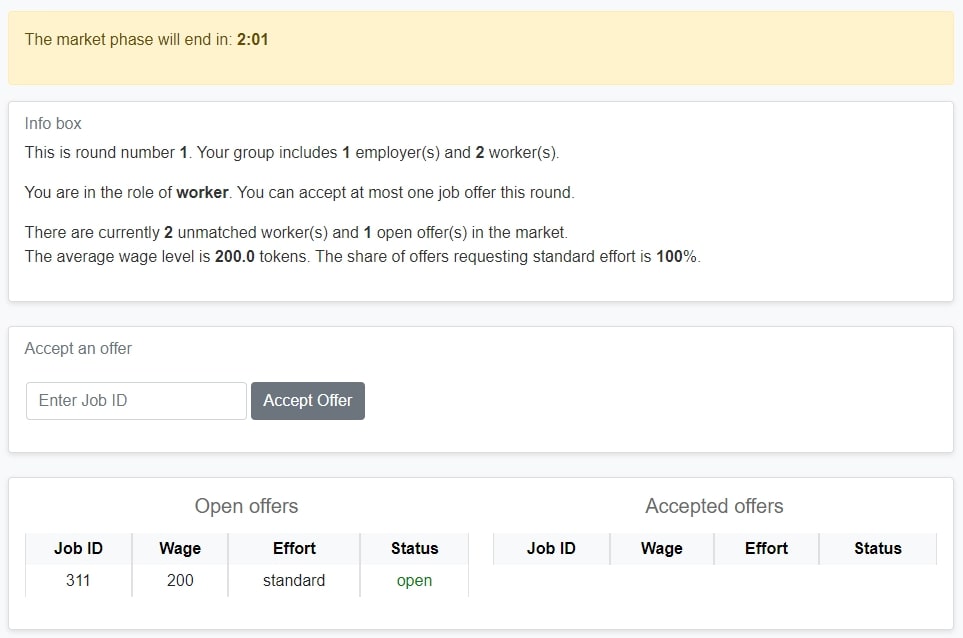 The market phase will end in: 2:01
Info box
This is round number 1. Your group includes 1 employer(s) and 2 worker(s).
You are in the role of worker. You can accept at most one job offer this round.
There are currently 2 unmatched worker(s) and 1 open offer(s) in the market.
The average wage level is 200.0 tokens. The share of offers requesting standard effort is 100%.
Accept an offer
Enter Job ID Accept Offer
Open offers
Job ID Wage Effort Status
311 200 standard open
Accepted offers
Job ID Wage Effort Status